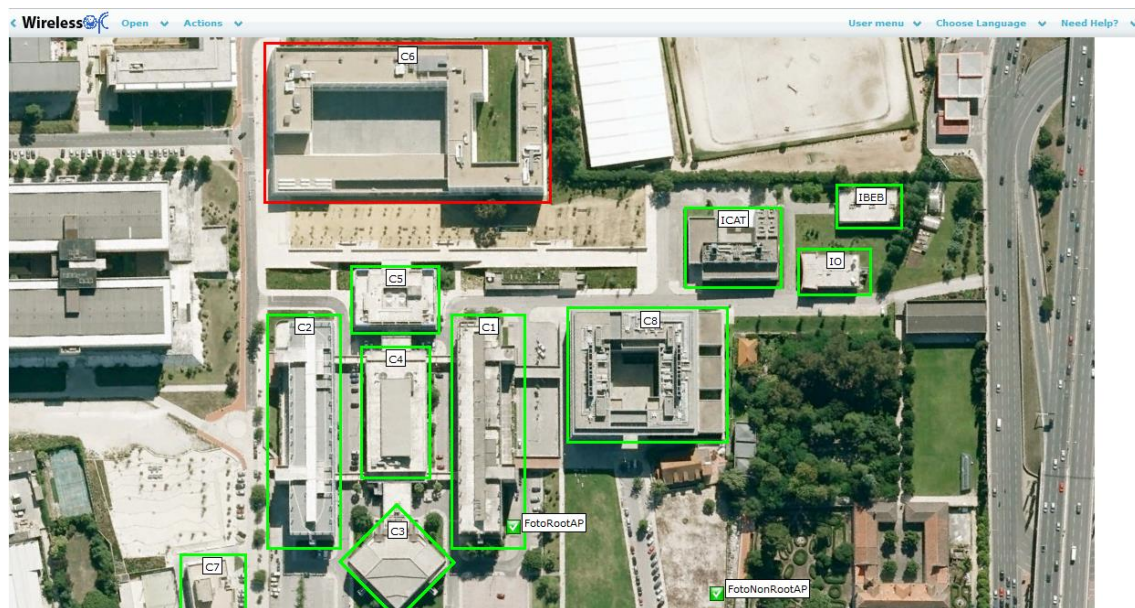 WirelessOK Open Actions User menu Choose Language Need Help?
C6
IBEB
ICAT
IO
C5
C2
C1
C8
C4
FotoRootAP
C3
C7
FotoNonRootAP